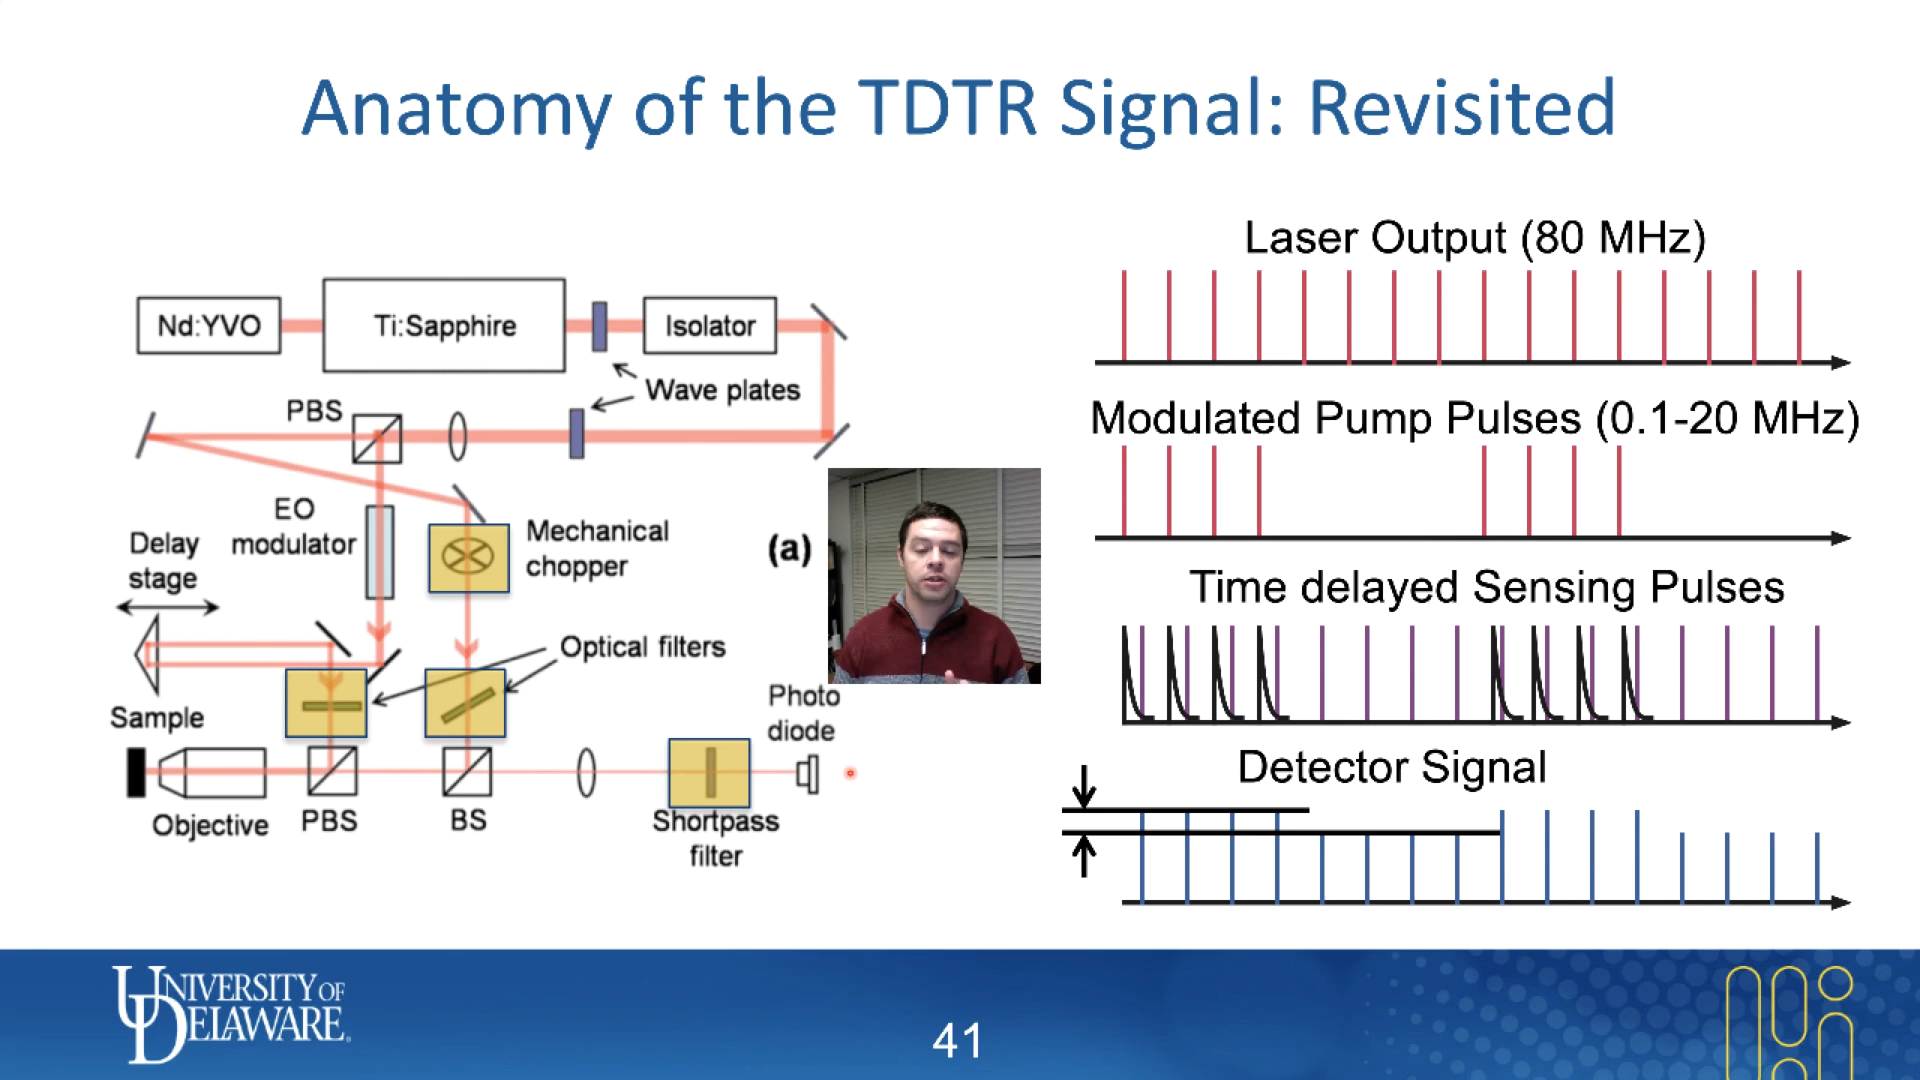 Anatomy of the TDTR Signal: Revisited
Nd:YVO
Ti:Sapphire
Isolator
Wave plates
PBS
EO
modulator
Mechanical
chopper
(a)
Delay
stage
Optical filters
Sample
Photo
diode
Objective
PBS
BS
Shortpass
filter
Laser Output (80 MHz)
Modulated Pump Pulses (0.1-20 MHz)
Time delayed Sensing Pulses
Detector Signal
UNIVERSITY OF
DELAWARE.
41